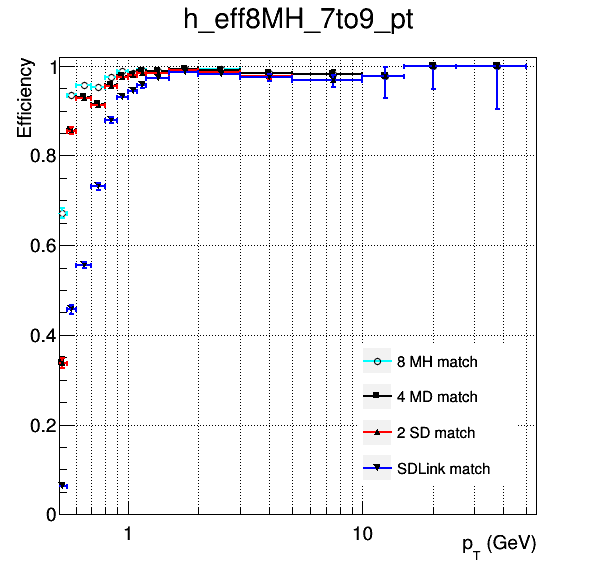 h_eff8MH_7to9_pt
Efficiency
1
0.8
0.6
0.4
0.2
0
8 MH match
4 MD match
2 SD match
SDLink match
1
10
p_T (GeV)